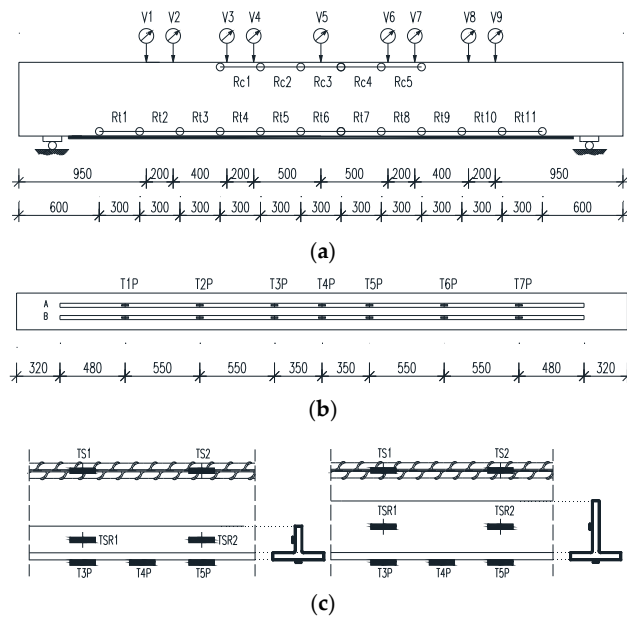 V1 V2 V3 V4 V5 V6 V7 V8 V9
Rc1 Rc2 Rc3 Rc4 Rc5
Rt1 Rt2 Rt3 Rt4 Rt5 Rt6 Rt7 Rt8 Rt9 Rt10 Rt11
950 200 400 200 500 500 200 400 200 950
600 300 300 300 300 300 300 300 300 300 300 300 600
(a)
T1P T2P T3P T4P T5P T6P T7P
A
B
320 480 550 550 350 350 550 550 480 320
(b)
TS1 TS2 TS1 TS2
TSR1 TSR2 TSR1 TSR2
T3P T4P T5P T3P T4P T5P
(c)